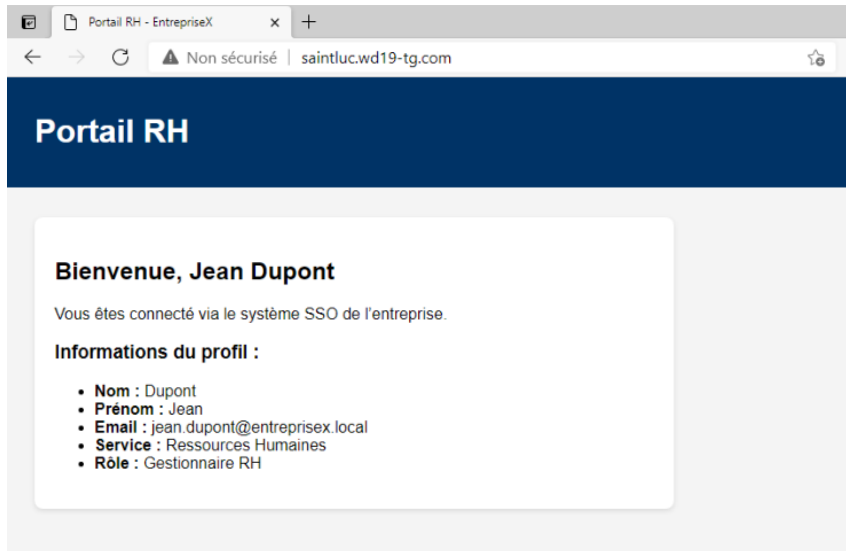 Portail RH - EntrepriseX
Non sécurisé | saintluc.wd19-tg.com
Portail RH
Bienvenue, Jean Dupont
Vous êtes connecté via le système SSO de l'entreprise.
Informations du profil :
• Nom : Dupont
• Prénom : Jean
• Email : jean.dupont@entreprisex.local
• Service : Ressources Humaines
• Rôle : Gestionnaire RH